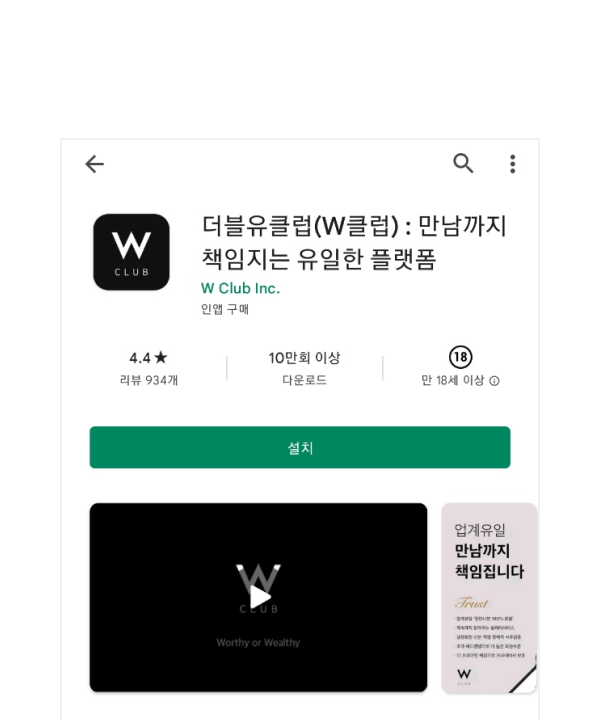 W
CLUB
더블유클럽(W클럽) : 만남까지
책임지는 유일한 플랫폼
W Club Inc.
인앱 구매
4.4★
리뷰 934개
10만회 이상
다운로드
18
만 18세 이상
설치
W
CLUB
Worthy or Wealthy
업계유일
만남까지
책임집니다
Trust
W
CLUB